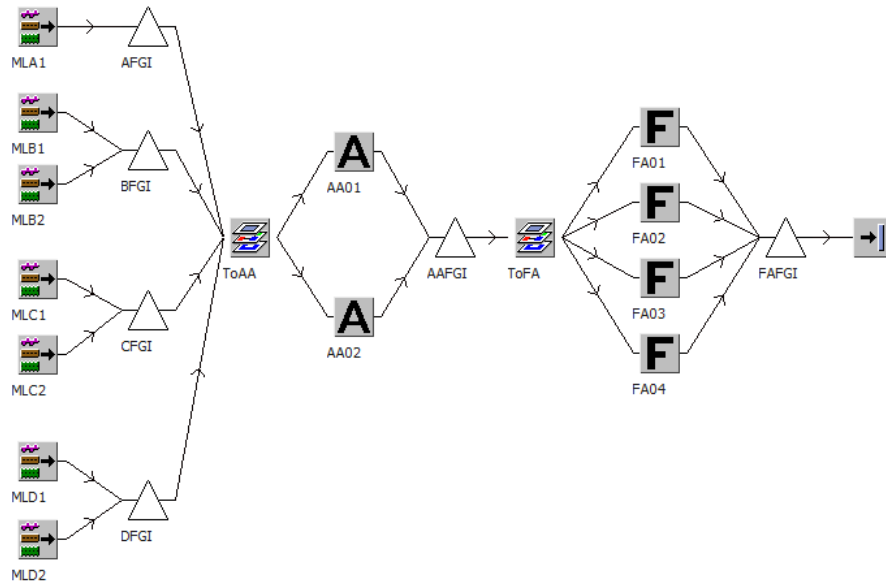 MLA1
AFGI
MLB1
MLB2
BFGI
MLC1
MLC2
CFGI
MLD1
MLD2
DFGI
ToAA
A
AA01
A
AA02
AAFGI
ToFA
F
FA01
F
FA02
F
FA03
F
FA04
FAFGI